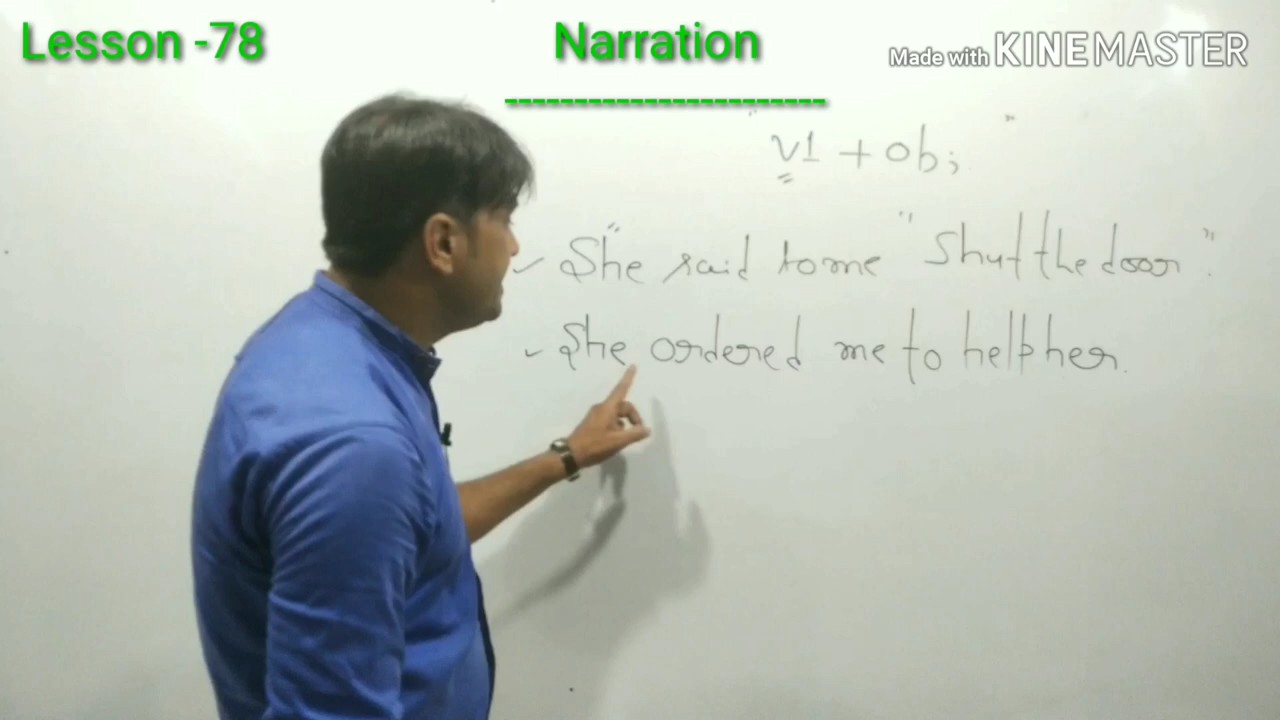 Lesson -78
Narration
Made with KINEMASTER
-----------------------
" V1 + ob; "
She said to me "Shut the door".
She ordered me to help her.